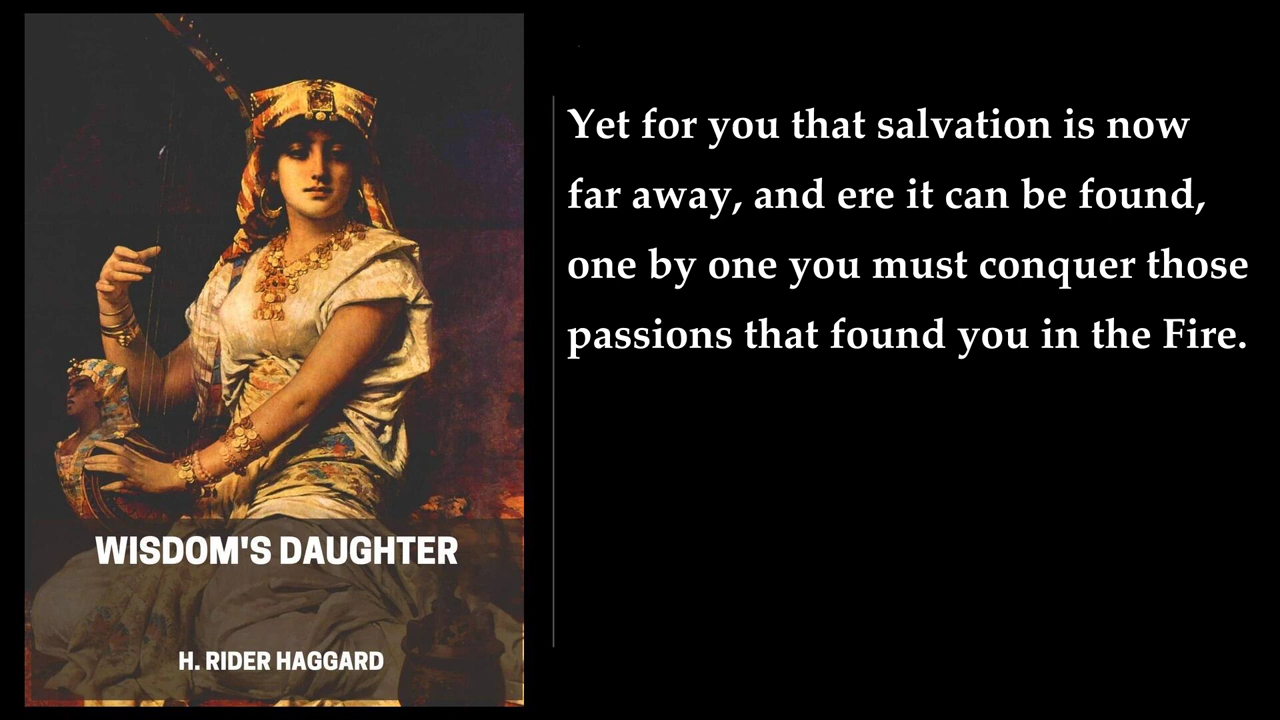 WISDOM'S DAUGHTER
H. RIDER HAGGARD
Yet for you that salvation is now
far away, and ere it can be found,
one by one you must conquer those
passions that found you in the Fire.